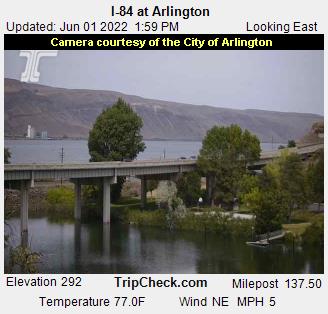 I-84 at Arlington
Updated: Jun 01 2022 1:59 PM Looking East
Camera courtesy of the City of Arlington
Elevation 292 TripCheck.com Milepost 137.50
Temperature 77.0F Wind NE MPH 5